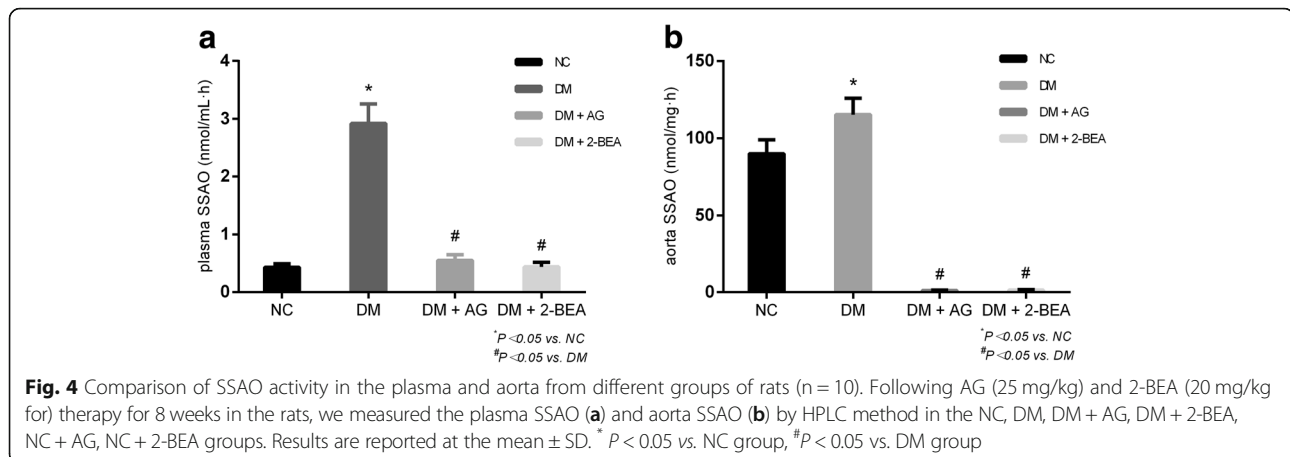 a
plasma SSAO (nmol/mL·h)
4
3
2
1
0
*
#
#
NC
DM
DM + AG
DM + 2-BEA
NC
DM
DM + AG
DM + 2-BEA
*P<0.05 vs. NC
#P<0.05 vs. DM
b
aorta SSAO (nmol/mg·h)
150
100
50
0
*
#
#
NC
DM
DM + AG
DM + 2-BEA
NC
DM
DM + AG
DM + 2-BEA
*P<0.05 vs. NC
#P<0.05 vs. DM
Fig. 4 Comparison of SSAO activity in the plasma and aorta from different groups of rats (n = 10). Following AG (25 mg/kg) and 2-BEA (20 mg/kg
for) therapy for 8 weeks in the rats, we measured the plasma SSAO (a) and aorta SSAO (b) by HPLC method in the NC, DM, DM + AG, DM + 2-BEA,
NC + AG, NC + 2-BEA groups. Results are reported at the mean ± SD. * P < 0.05 vs. NC group, #P < 0.05 vs. DM group